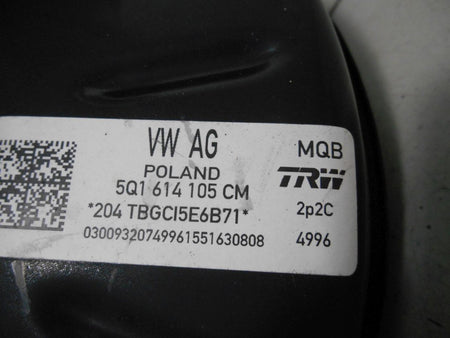 VW AG
MQB
POLAND
TRW
5Q1 614 105 CM
*204 TBGCI5E6B71*
2p2C
03009320749961551630808
4996